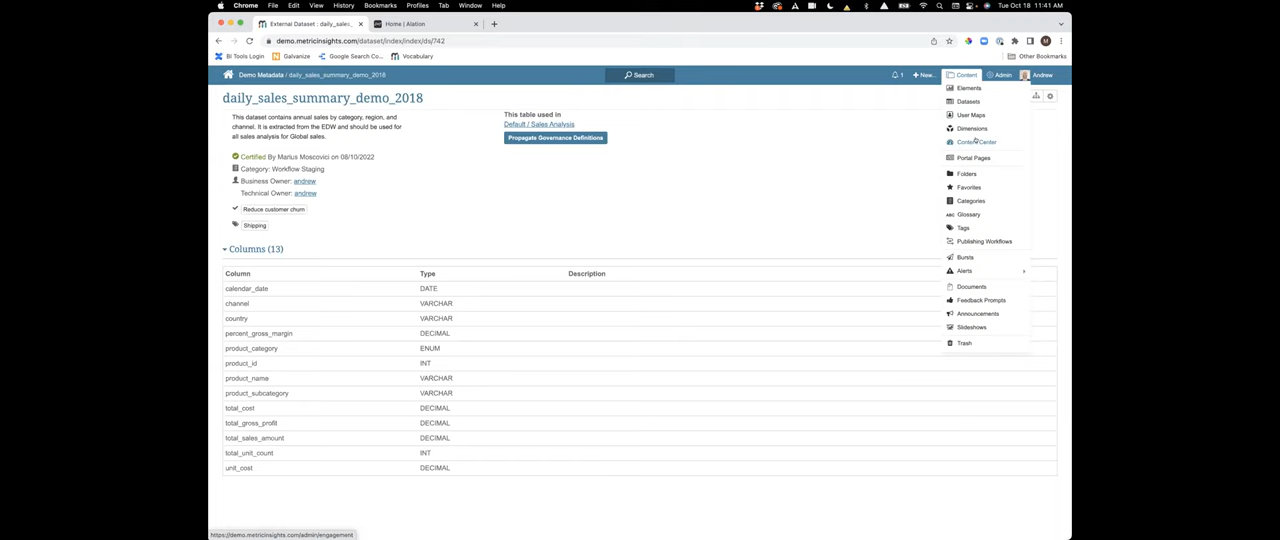 Chrome File Edit View History Bookmarks Profiles Tab Window Help Tue Oct 18 11:41 AM
External Dataset : daily_sales_ Home | Alation
demo.metricinsights.com/dataset/index/index/ds/742
BI Tools Login Galvanize Google Search Co... Vocabulary Other Bookmarks
Demo Metadata / daily_sales_summary_demo_2018 Search 1 + New... Content Admin Andrew
daily_sales_summary_demo_2018
This dataset contains annual sales by category, region, and
channel. It is extracted from the EDW and should be used for
all sales analysis for Global sales.
Certified By Marius Moscovici on 08/10/2022
Category: Workflow Staging
Business Owner: andrew
Technical Owner: andrew
Reduce customer churn
Shipping
This table used in
Default / Sales Analysis
Propagate Governance Definitions
Elements
Datasets
User Maps
Dimensions
Content Center
Portal Pages
Folders
Favorites
Categories
ABC Glossary
Tags
Publishing Workflows
Bursts
Alerts
Documents
Feedback Prompts
Announcements
Slideshows
Trash
Columns (13)
Column Type Description
calendar_date DATE
channel VARCHAR
country VARCHAR
percent_gross_margin DECIMAL
product_category ENUM
product_id INT
product_name VARCHAR
product_subcategory VARCHAR
total_cost DECIMAL
total_gross_profit DECIMAL
total_sales_amount DECIMAL
total_unit_count INT
unit_cost DECIMAL
https://demo.metricinsights.com/admin/engagement